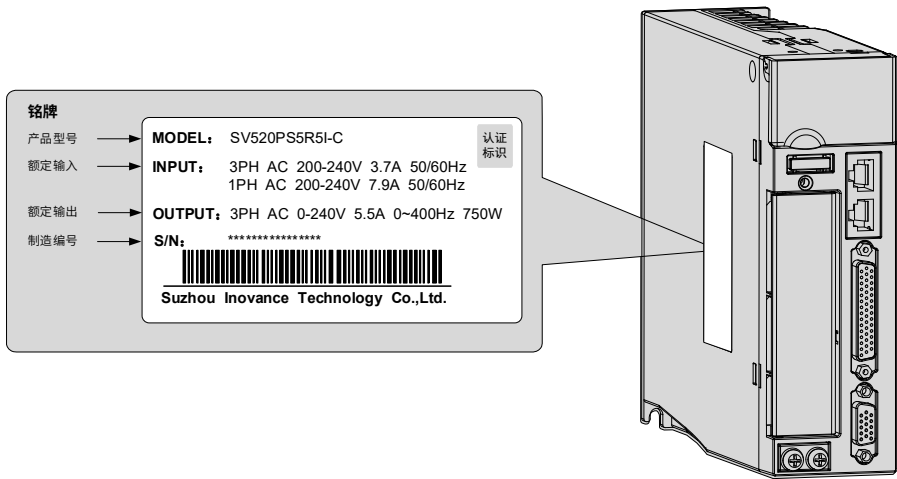 铭牌
产品型号
MODEL： SV520PS5R5I-C
认证
标识
额定输入
INPUT： 3PH AC 200-240V 3.7A 50/60Hz
1PH AC 200-240V 7.9A 50/60Hz
额定输出
OUTPUT：3PH AC 0-240V 5.5A 0~400Hz 750W
制造编号
S/N： ****************
Suzhou Inovance Technology Co.,Ltd.